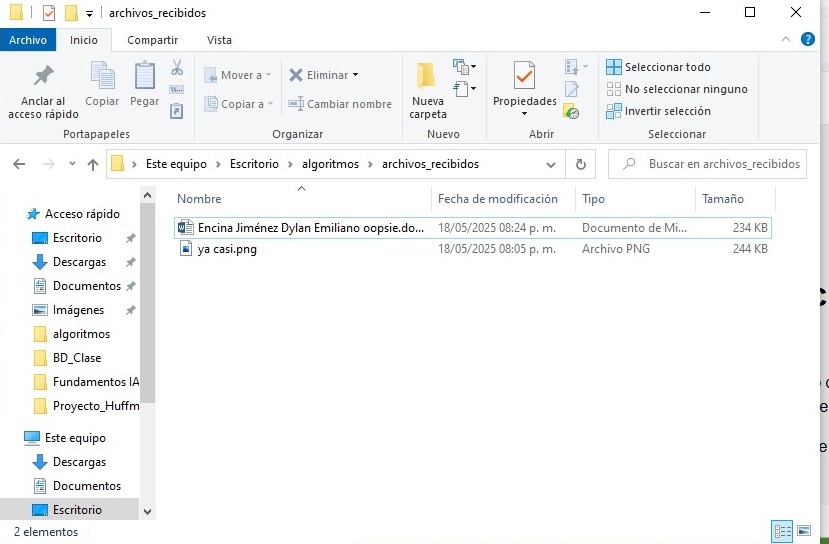 archivos_recibidos
Archivo Inicio Compartir Vista
Anclar al acceso rápido
Copiar
Pegar
Portapapeles
Mover a
Copiar a
Eliminar
Cambiar nombre
Organizar
Nueva carpeta
Nuevo
Propiedades
Abrir
Seleccionar todo
No seleccionar ninguno
Invertir selección
Seleccionar
Este equipo > Escritorio > algoritmos > archivos_recibidos
Buscar en archivos_recibidos
Nombre Fecha de modificación Tipo Tamaño
Encina Jiménez Dylan Emiliano oopsie.do... 18/05/2025 08:24 p. m. Documento de Mi... 234 KB
ya casi.png 18/05/2025 08:05 p. m. Archivo PNG 244 KB
Acceso rápido
Escritorio
Descargas
Documentos
Imágenes
algoritmos
BD_Clase
Fundamentos IA
Proyecto_Huffm
Este equipo
Descargas
Documentos
Escritorio
2 elementos